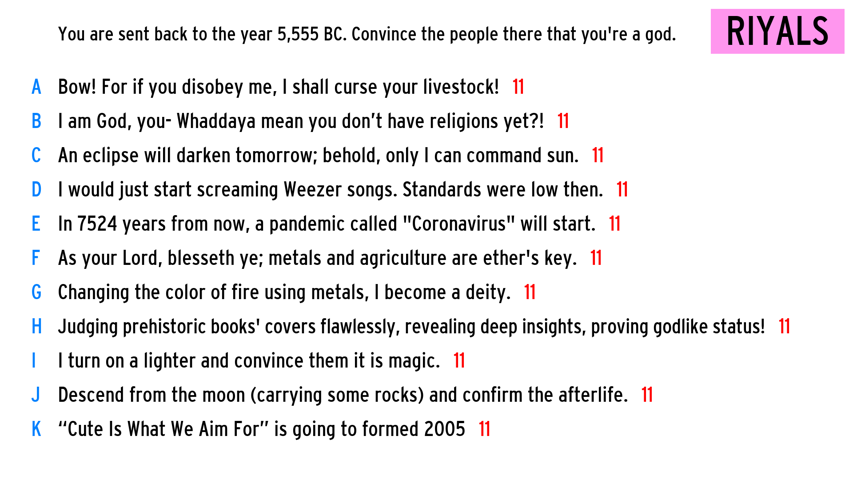 You are sent back to the year 5,555 BC. Convince the people there that you're a god.
RIYALS
A Bow! For if you disobey me, I shall curse your livestock! 11
B I am God, you- Whaddaya mean you don’t have religions yet?! 11
C An eclipse will darken tomorrow; behold, only I can command sun. 11
D I would just start screaming Weezer songs. Standards were low then. 11
E In 7524 years from now, a pandemic called "Coronavirus" will start. 11
F As your Lord, blesseth ye; metals and agriculture are ether's key. 11
G Changing the color of fire using metals, I become a deity. 11
H Judging prehistoric books' covers flawlessly, revealing deep insights, proving godlike status! 11
I I turn on a lighter and convince them it is magic. 11
J Descend from the moon (carrying some rocks) and confirm the afterlife. 11
K “Cute Is What We Aim For” is going to formed 2005 11